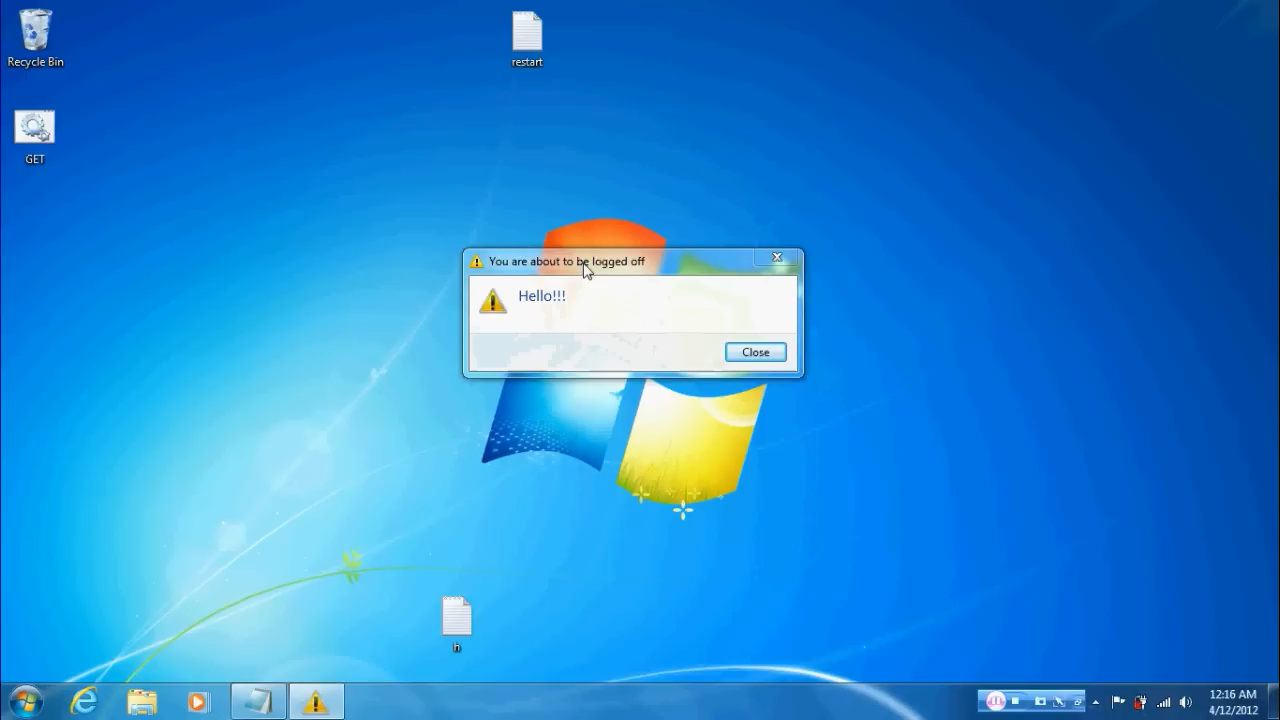 Recycle Bin
restart
GET
You are about to be logged off
Hello!!!
Close
h
12:16 AM
4/12/2012